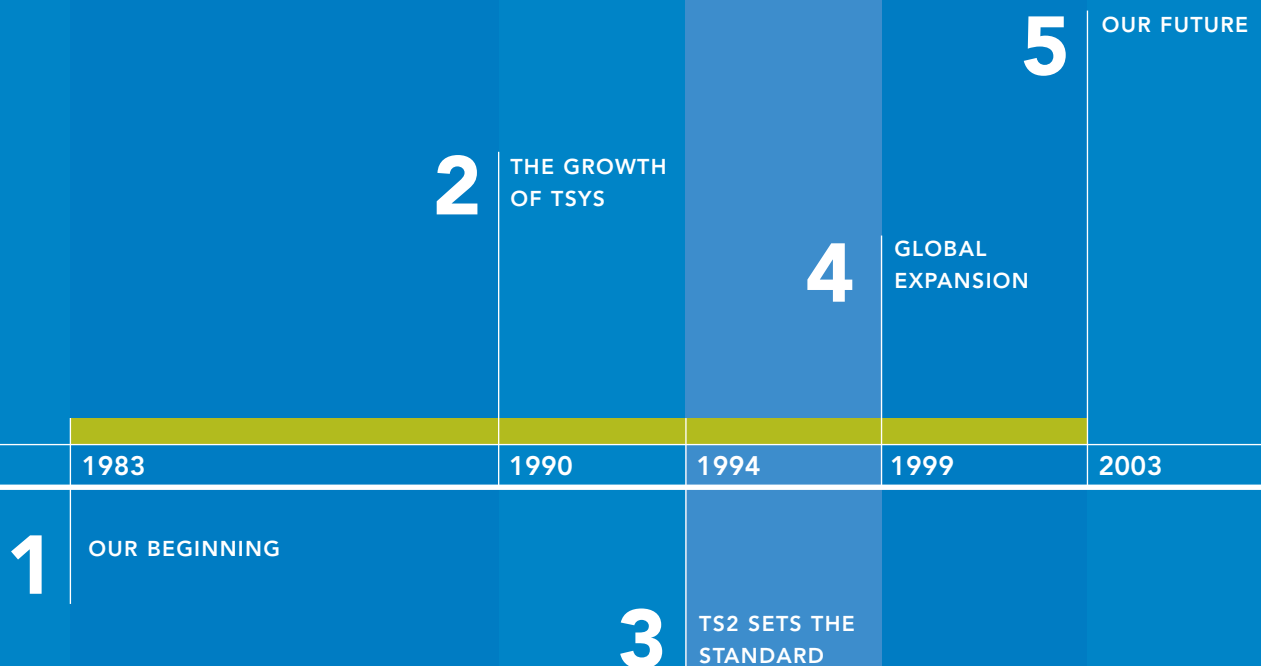 5
OUR FUTURE
2
THE GROWTH
OF TSYS
4
GLOBAL
EXPANSION
1983
1990
1994
1999
2003
1
OUR BEGINNING
3
TS2 SETS THE
STANDARD